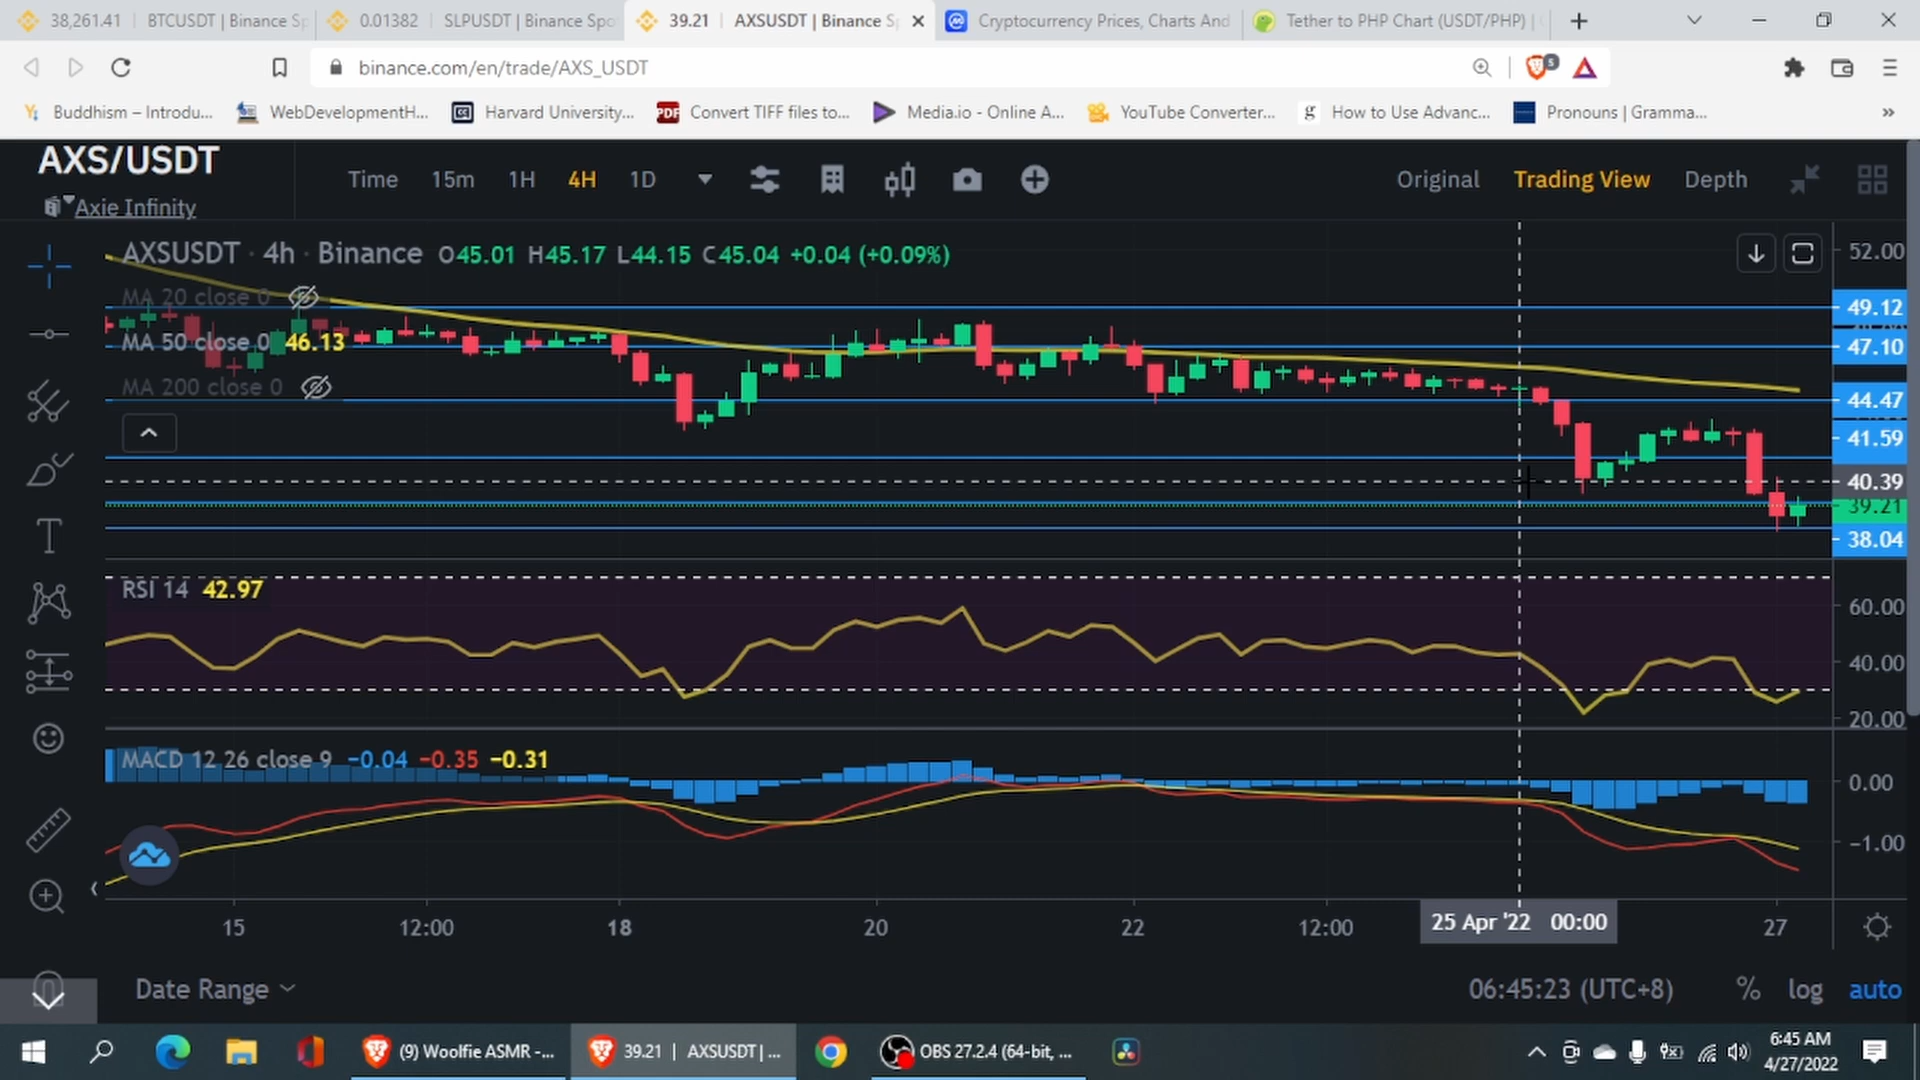 38,261.41 BTCUSDT | Binance Sp
0.01382 SLPUSDT | Binance Spo
39.21 AXSUSDT | Binance S
Cryptocurrency Prices, Charts And
Tether to PHP Chart (USDT/PHP) |
binance.com/en/trade/AXS_USDT
5
Buddhism – Introdu...
WebDevelopmentH...
Harvard University...
Convert TIFF files to...
Media.io - Online A...
YouTube Converter...
How to Use Advanc...
Pronouns | Gramma...
AXS/USDT
Axie Infinity
Time 15m 1H 4H 1D
Original Trading View Depth
AXSUSDT · 4h · Binance O45.01 H45.17 L44.15 C45.04 +0.04 (+0.09%)
MA 20 close 0
MA 50 close 0 46.13
MA 200 close 0
52.00
49.12
47.10
44.47
41.59
40.39
39.21
38.04
RSI 14 42.97
60.00
40.00
20.00
MACD 12 26 close 9 −0.04 −0.35 −0.31
0.00
−1.00
15 12:00 18 20 22 12:00 25 Apr '22 00:00 27
Date Range
06:45:23 (UTC+8) % log auto
(9) Woolfie ASMR -...
39.21 | AXSUSDT |...
OBS 27.2.4 (64-bit, ...
6:45 AM
4/27/2022